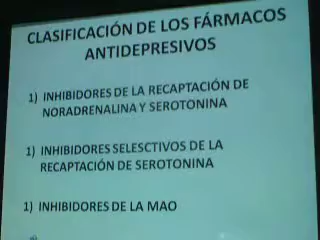 CLASIFICACIÓN DE LOS FÁRMACOS
ANTIDEPRESIVOS
1) INHIBIDORES DE LA RECAPTACIÓN DE
NORADRENALINA Y SEROTONINA
1) INHIBIDORES SELESCTIVOS DE LA
RECAPTACIÓN DE SEROTONINA
1) INHIBIDORES DE LA MAO